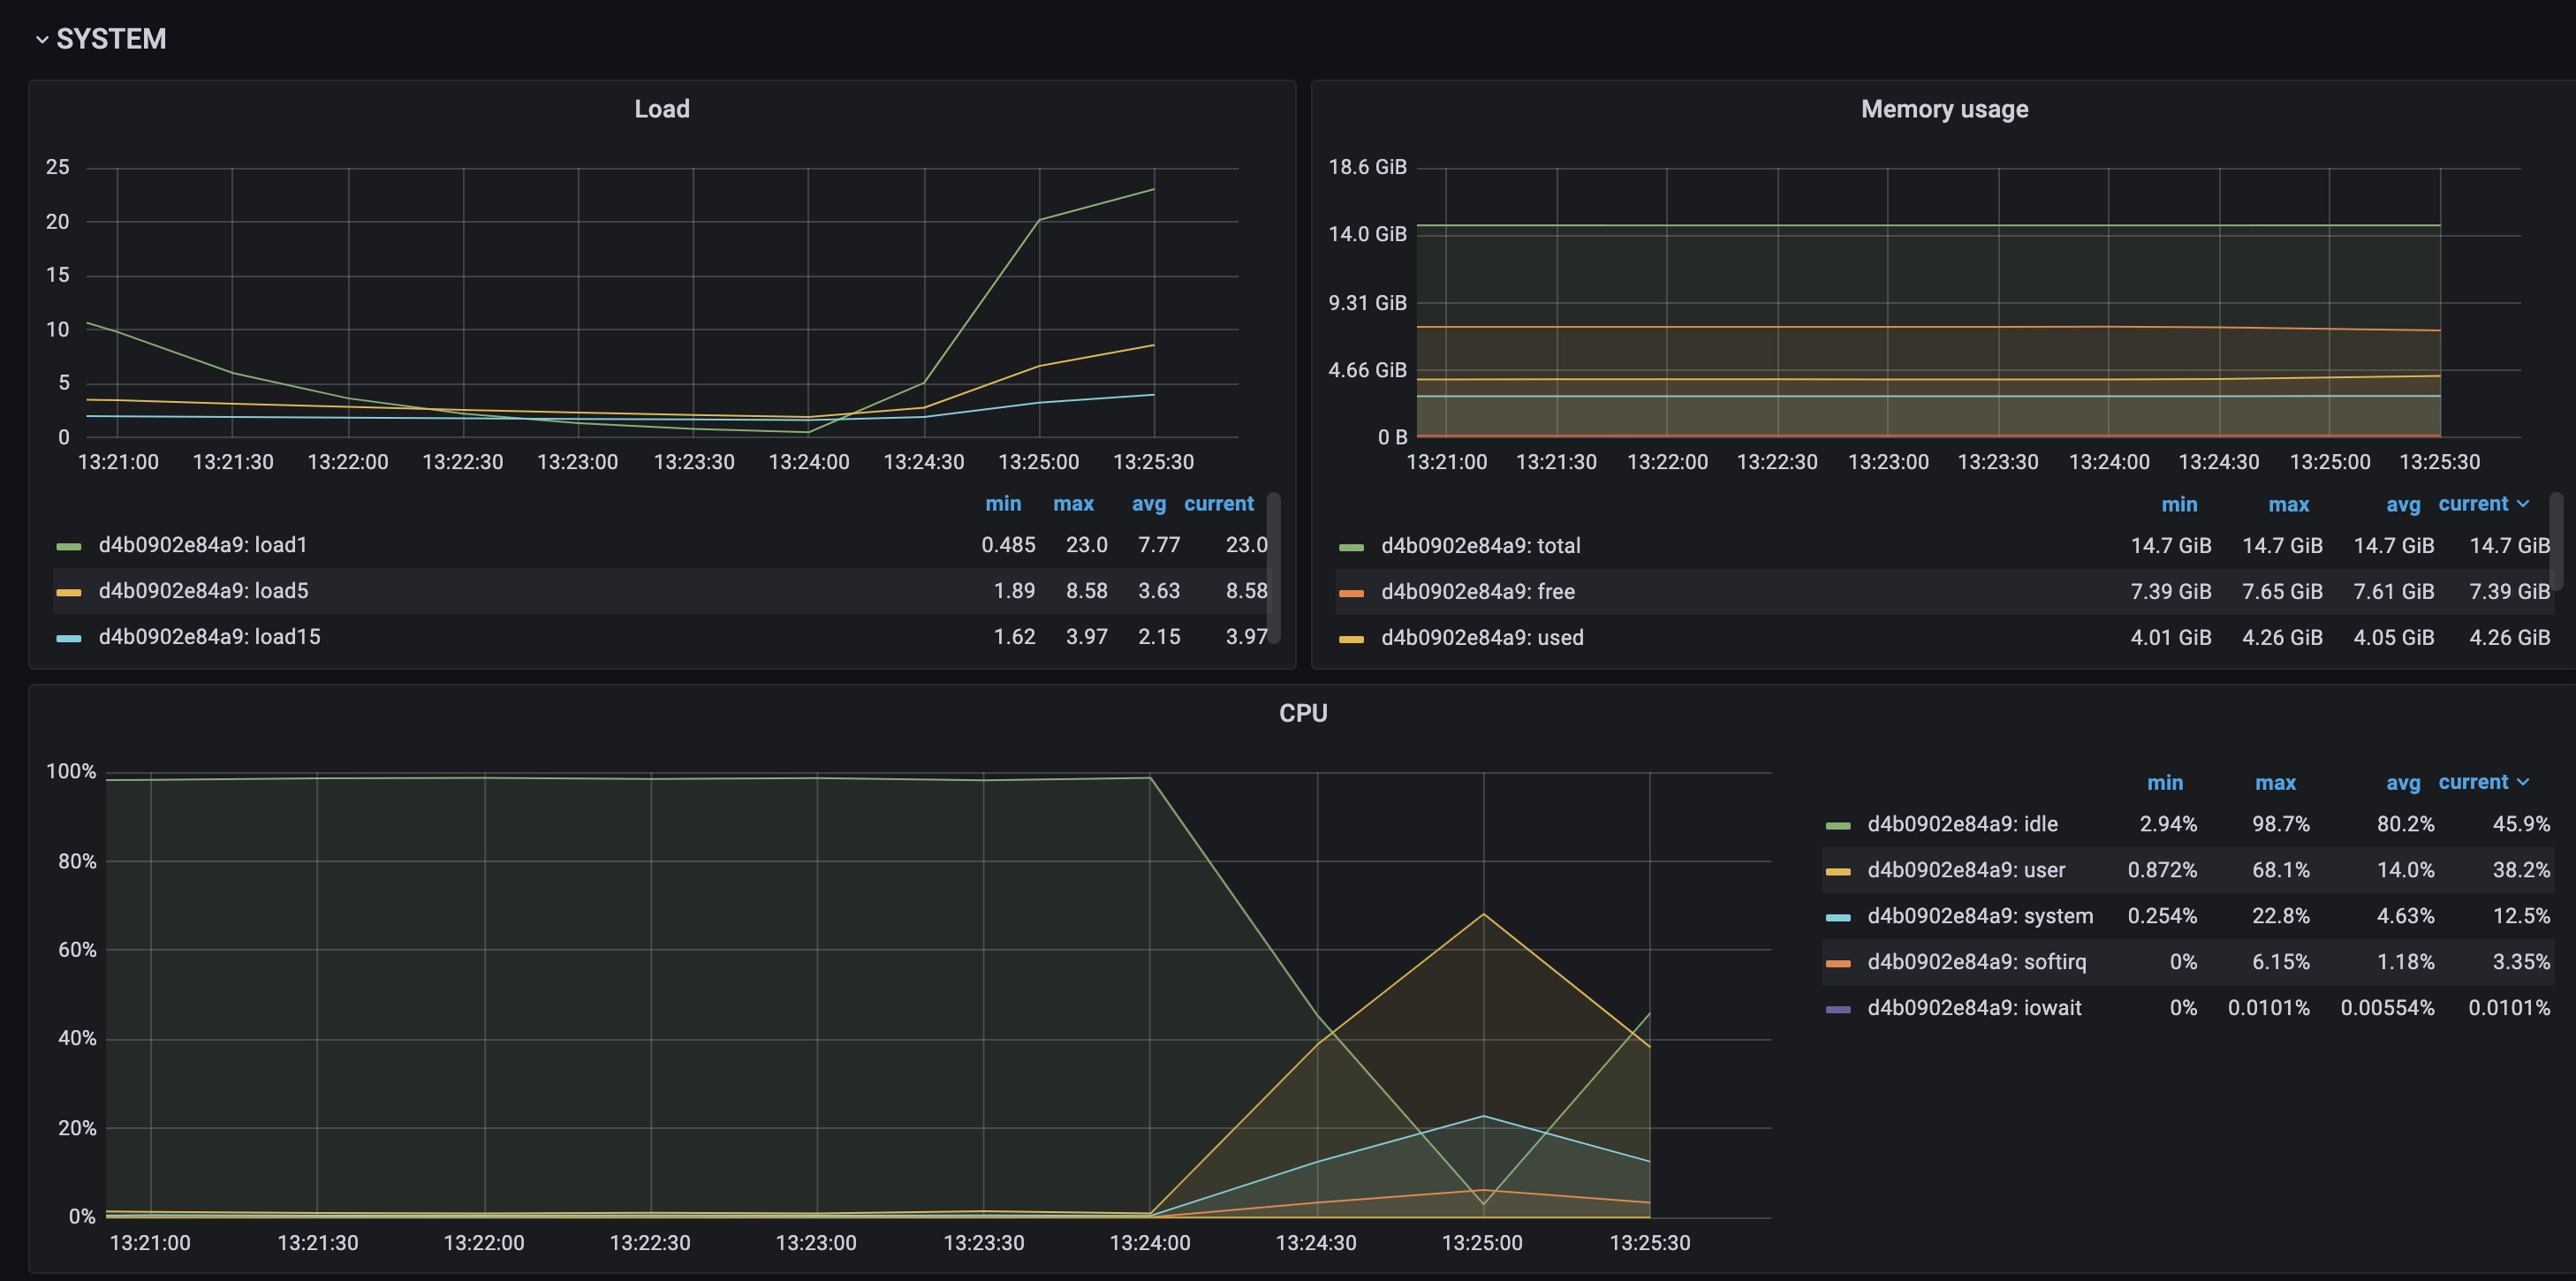 SYSTEM
Load
25
20
15
10
5
0
13:21:00 13:21:30 13:22:00 13:22:30 13:23:00 13:23:30 13:24:00 13:24:30 13:25:00 13:25:30
min max avg current
d4b0902e84a9: load1 0.485 23.0 7.77 23.0
d4b0902e84a9: load5 1.89 8.58 3.63 8.58
d4b0902e84a9: load15 1.62 3.97 2.15 3.97
Memory usage
18.6 GiB
14.0 GiB
9.31 GiB
4.66 GiB
0 B
13:21:00 13:21:30 13:22:00 13:22:30 13:23:00 13:23:30 13:24:00 13:24:30 13:25:00 13:25:30
min max avg current
d4b0902e84a9: total 14.7 GiB 14.7 GiB 14.7 GiB 14.7 GiB
d4b0902e84a9: free 7.39 GiB 7.65 GiB 7.61 GiB 7.39 GiB
d4b0902e84a9: used 4.01 GiB 4.26 GiB 4.05 GiB 4.26 GiB
CPU
100%
80%
60%
40%
20%
0%
13:21:00 13:21:30 13:22:00 13:22:30 13:23:00 13:23:30 13:24:00 13:24:30 13:25:00 13:25:30
min max avg current
d4b0902e84a9: idle 2.94% 98.7% 80.2% 45.9%
d4b0902e84a9: user 0.872% 68.1% 14.0% 38.2%
d4b0902e84a9: system 0.254% 22.8% 4.63% 12.5%
d4b0902e84a9: softirq 0% 6.15% 1.18% 3.35%
d4b0902e84a9: iowait 0% 0.0101% 0.00554% 0.0101%